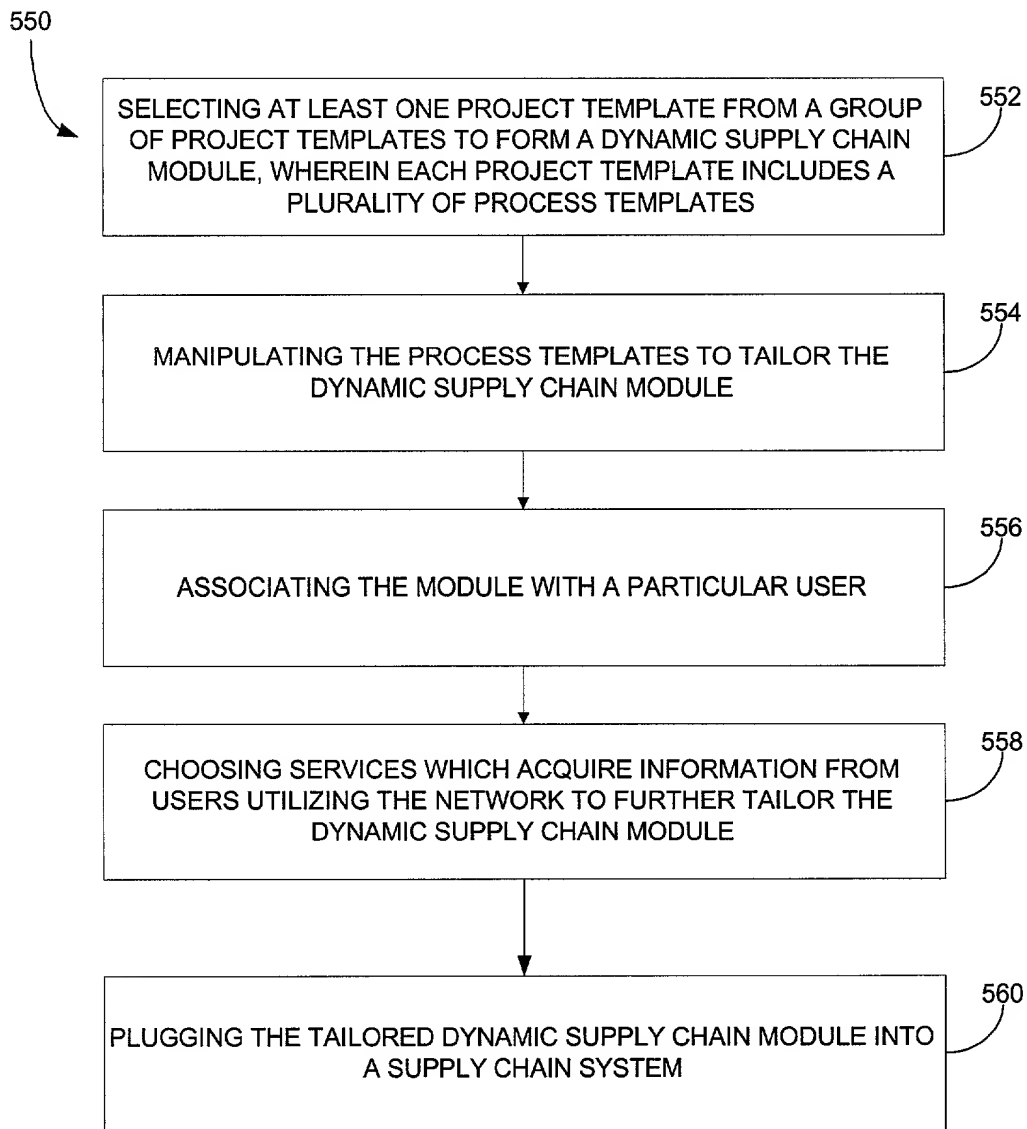 550
SELECTING AT LEAST ONE PROJECT TEMPLATE FROM A GROUP
OF PROJECT TEMPLATES TO FORM A DYNAMIC SUPPLY CHAIN
MODULE, WHEREIN EACH PROJECT TEMPLATE INCLUDES A
PLURALITY OF PROCESS TEMPLATES
552
MANIPULATING THE PROCESS TEMPLATES TO TAILOR THE
DYNAMIC SUPPLY CHAIN MODULE
554
ASSOCIATING THE MODULE WITH A PARTICULAR USER
556
CHOOSING SERVICES WHICH ACQUIRE INFORMATION FROM
USERS UTILIZING THE NETWORK TO FURTHER TAILOR THE
DYNAMIC SUPPLY CHAIN MODULE
558
PLUGGING THE TAILORED DYNAMIC SUPPLY CHAIN MODULE INTO
A SUPPLY CHAIN SYSTEM
560